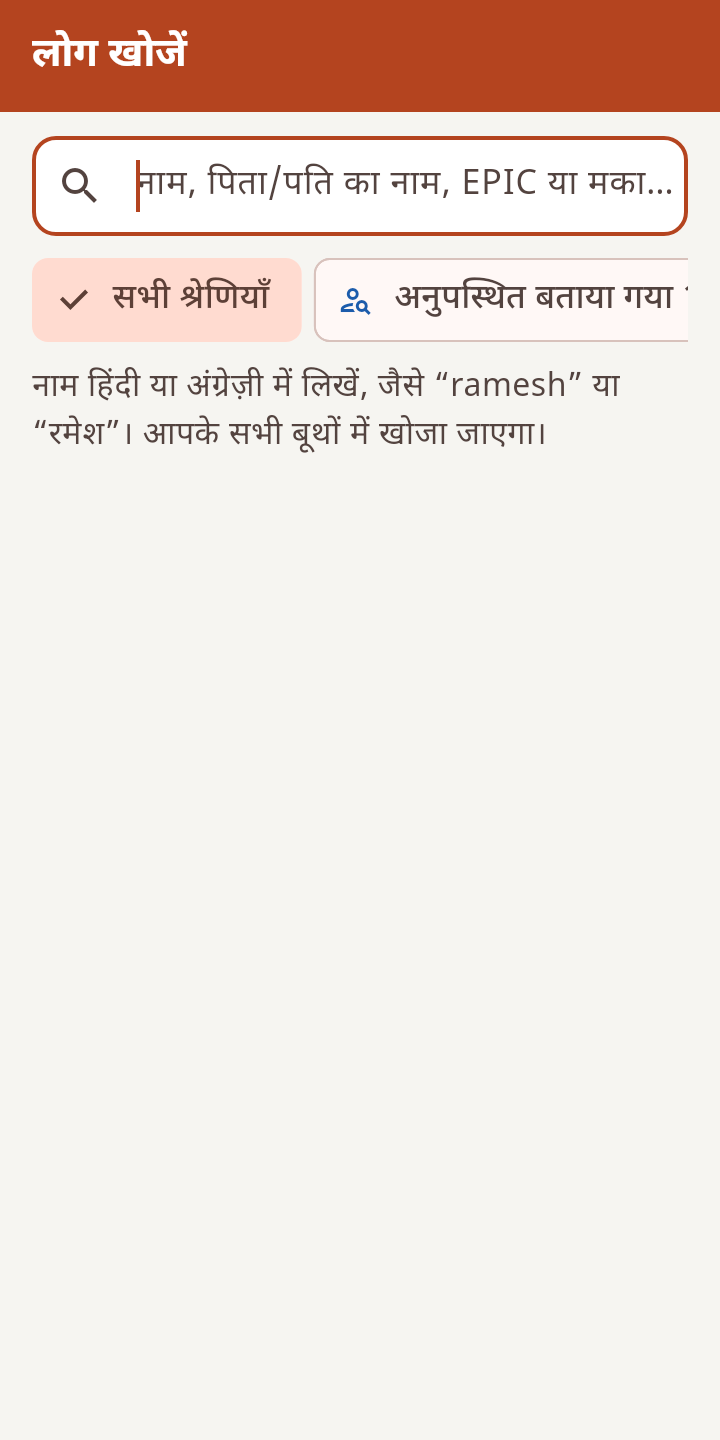 लोग खोजें
नाम, पिता/पति का नाम, EPIC या मका...
सभी श्रेणियाँ
अनुपस्थित बताया गया
नाम हिंदी या अंग्रेज़ी में लिखें, जैसे “ramesh” या
“रमेश”। आपके सभी बूथों में खोजा जाएगा।